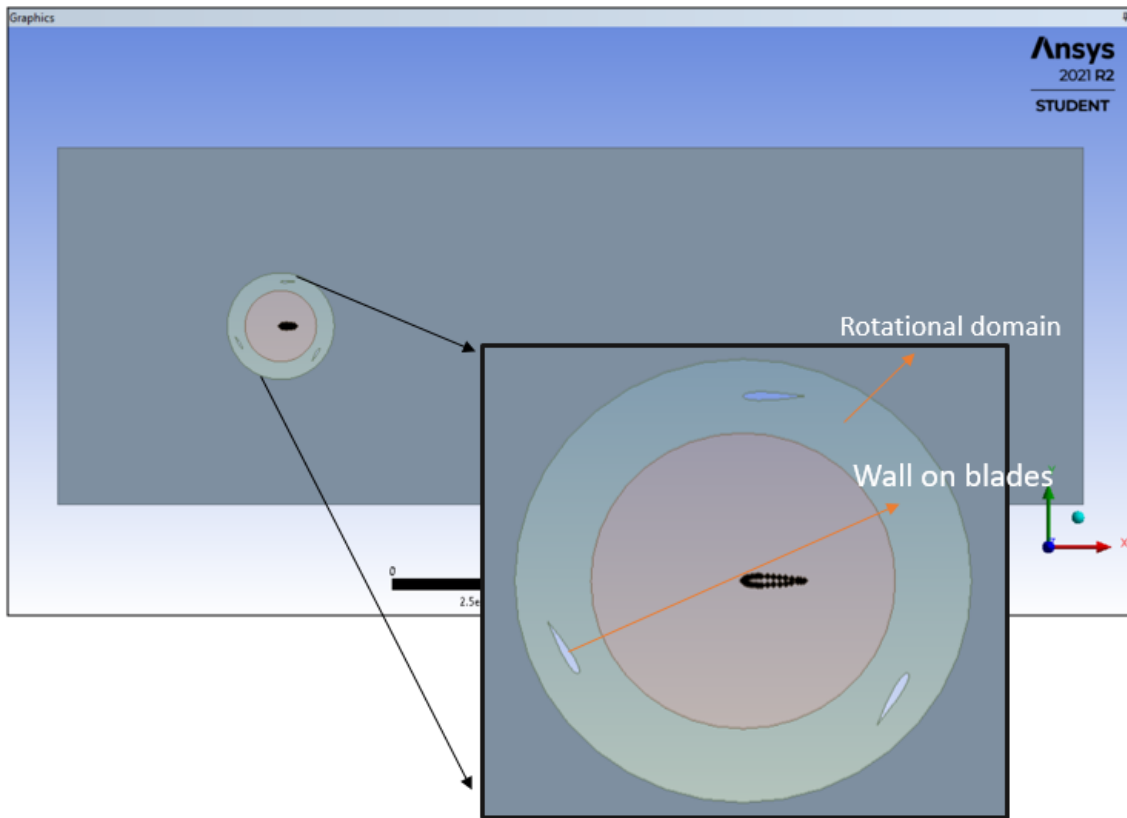 Graphics
Ansys
2021 R2
STUDENT
Rotational domain
Wall on blades
X
0